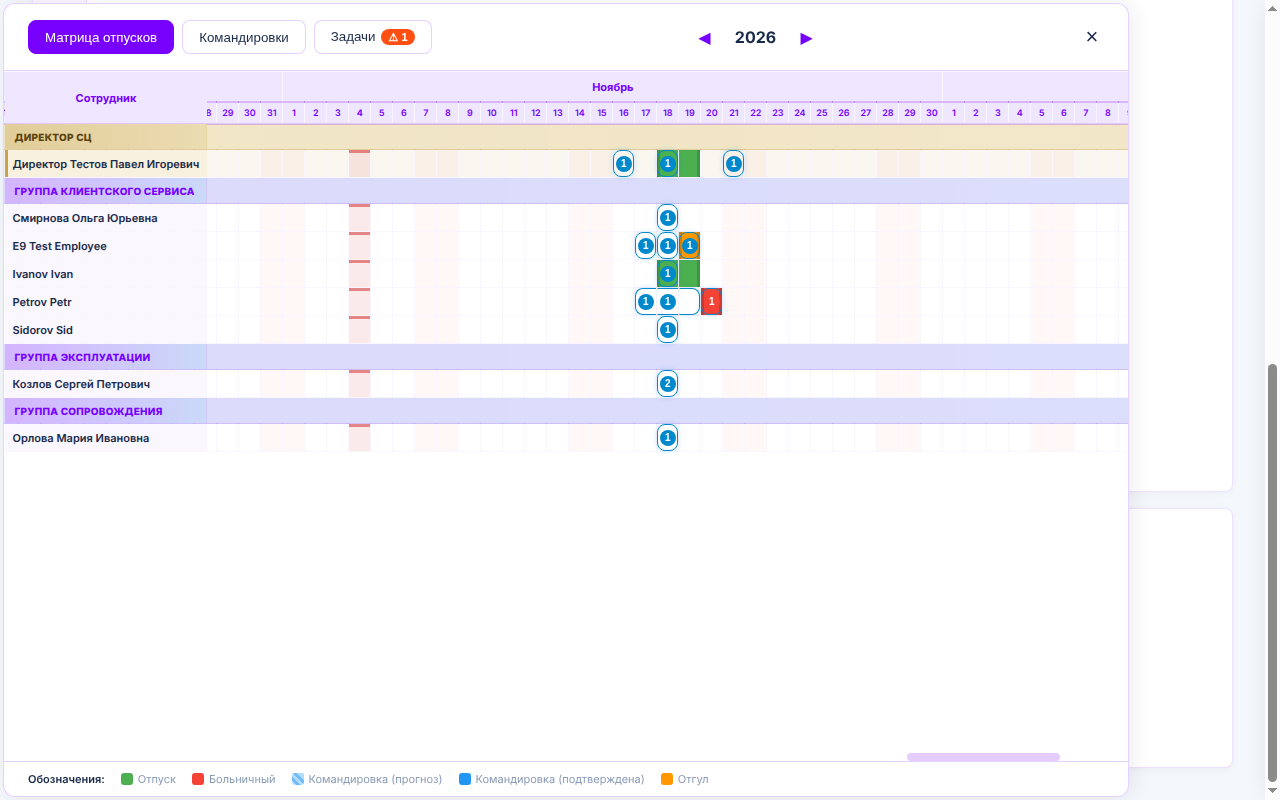 Матрица отпусков Командировки Задачи ⚠ 1 ◀ 2026 ▶ ×
Сотрудник Ноябрь
8 29 30 31 1 2 3 4 5 6 7 8 9 10 11 12 13 14 15 16 17 18 19 20 21 22 23 24 25 26 27 28 29 30 1 2 3 4 5 6 7 8
ДИРЕКТОР СЦ
Директор Тестов Павел Игоревич 1 1 1
ГРУППА КЛИЕНТСКОГО СЕРВИСА
Смирнова Ольга Юрьевна 1
E9 Test Employee 1 1 1
Ivanov Ivan 1
Petrov Petr 1 1 1
Sidorov Sid 1
ГРУППА ЭКСПЛУАТАЦИИ
Козлов Сергей Петрович 2
ГРУППА СОПРОВОЖДЕНИЯ
Орлова Мария Ивановна 1
Обозначения: Отпуск Больничный Командировка (прогноз) Командировка (подтверждена) Отгул